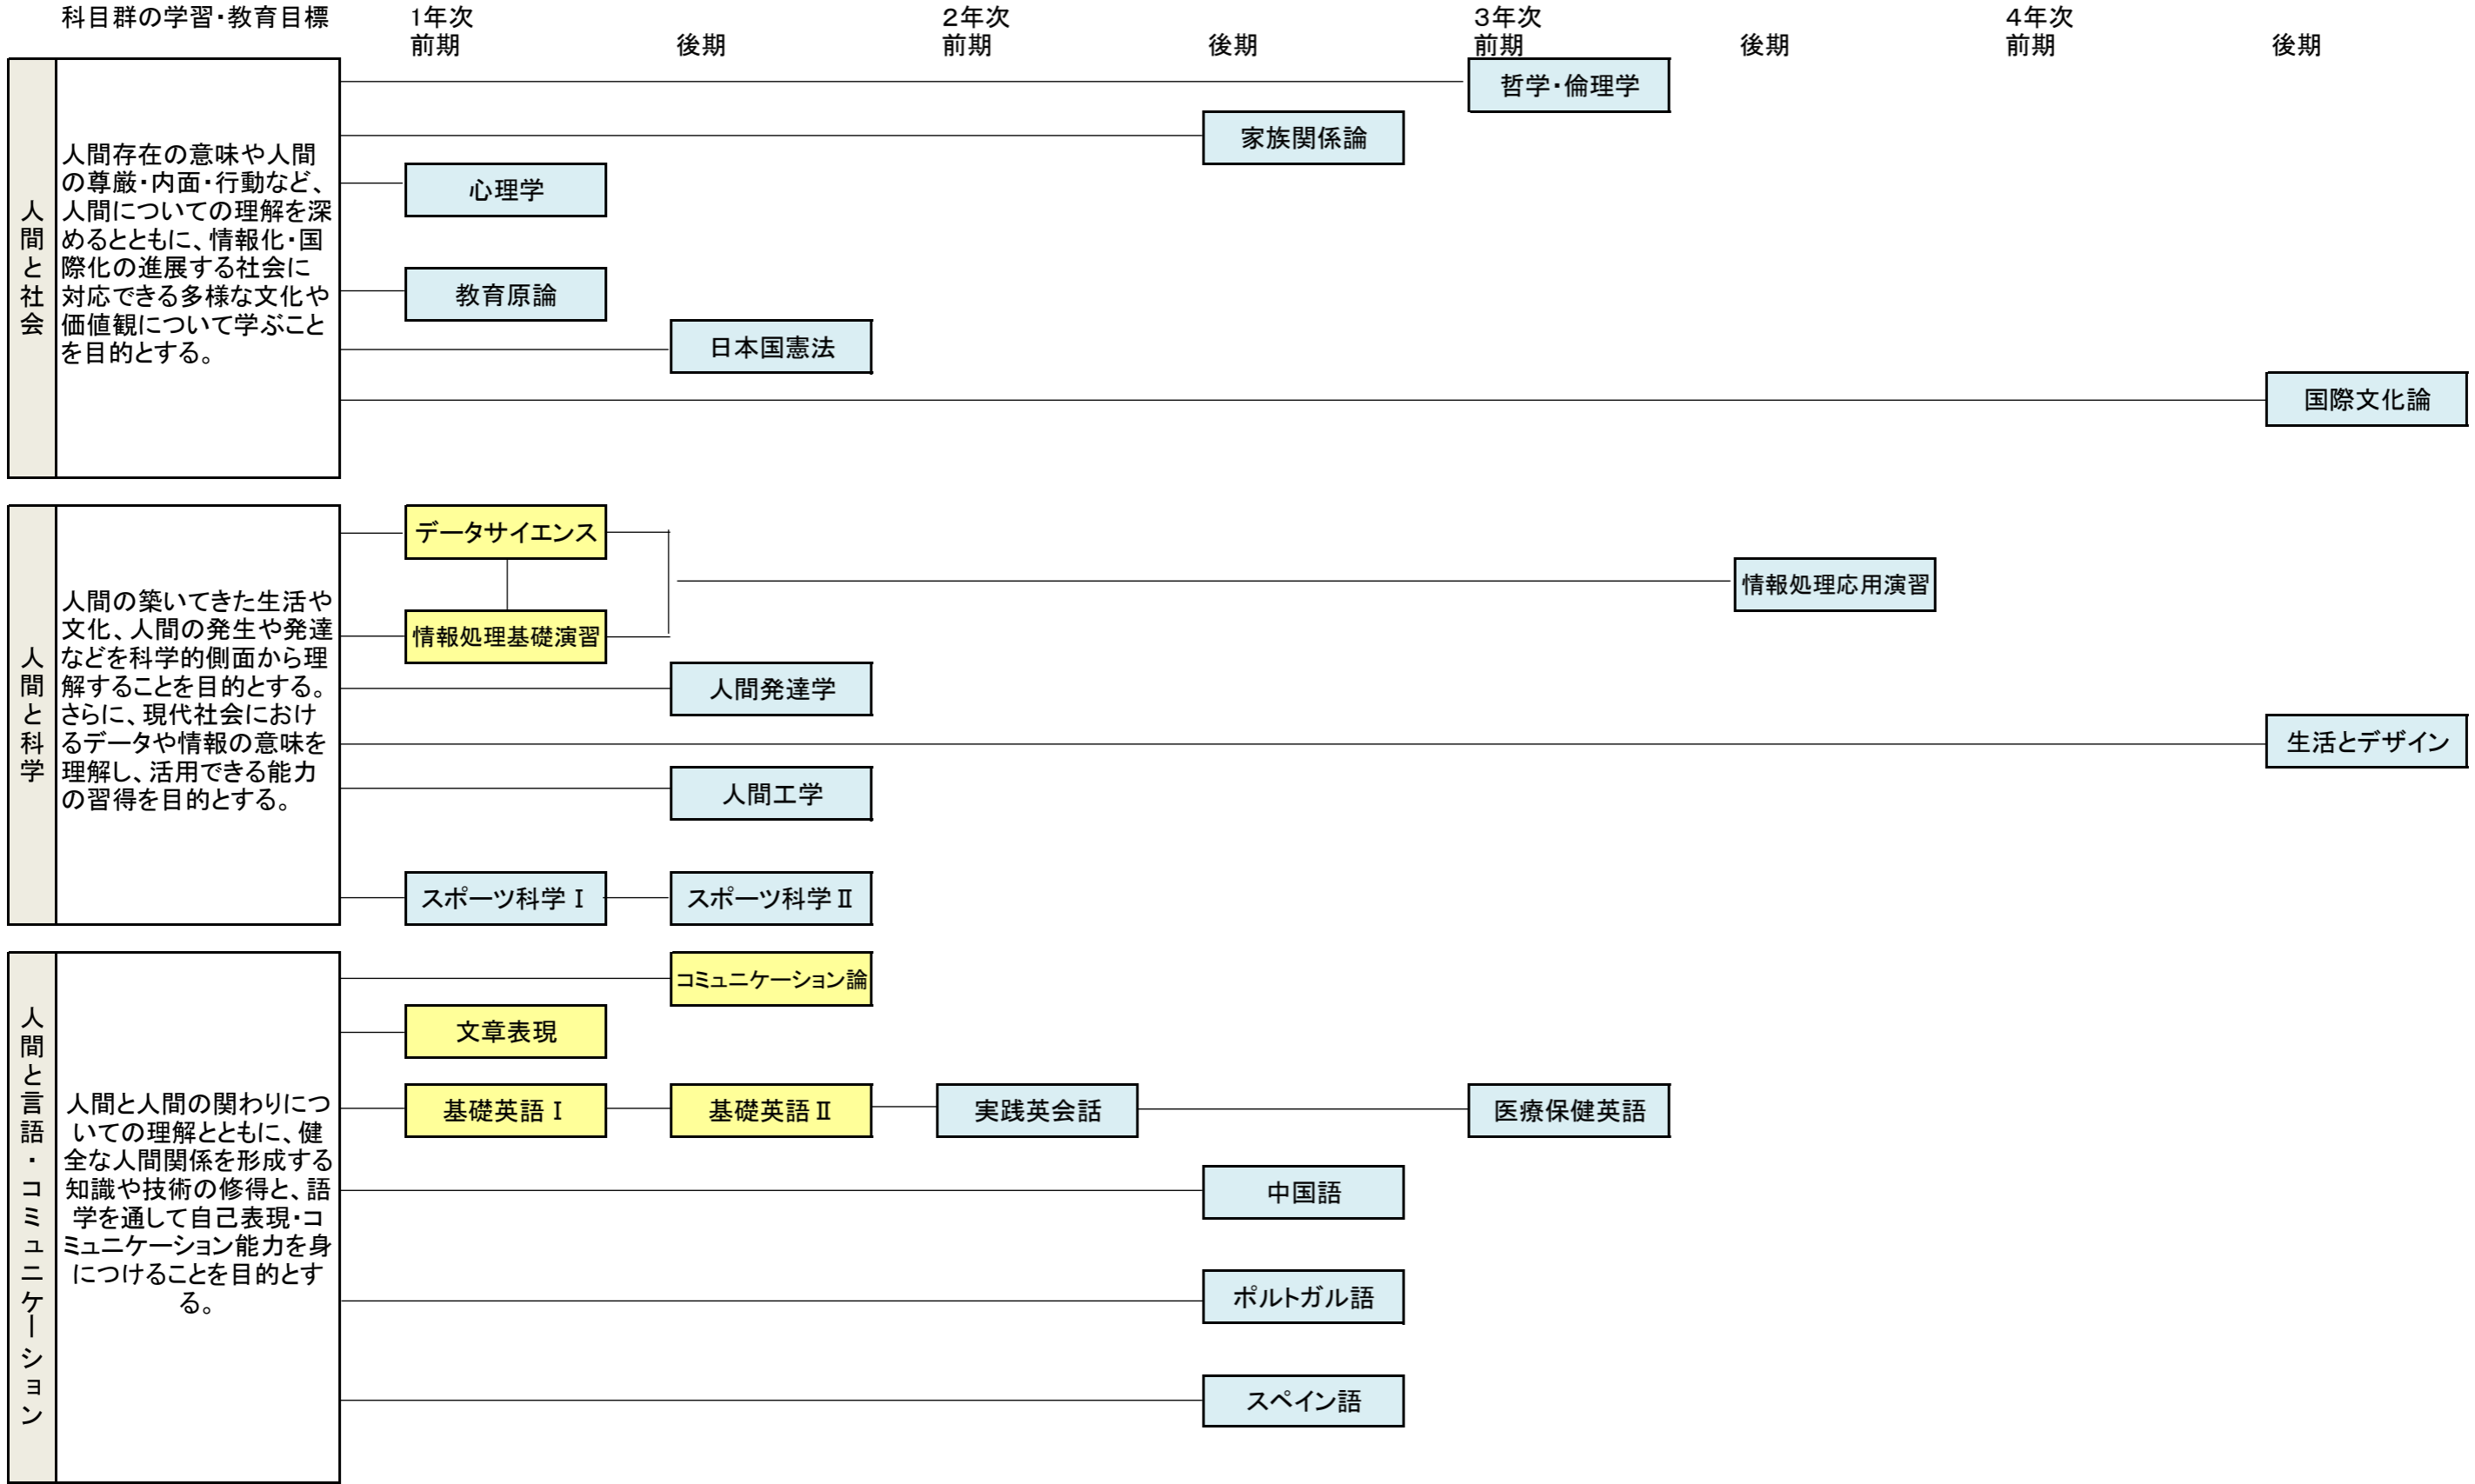 科目群の学習・教育目標
1年次
2年次
3年次
4年次
前期
後期
前期
後期
前期
後期
前期
後期
人間と社会
人間存在の意味や人間
の尊厳・内面・行動など、
人間についての理解を深
めるとともに、情報化・国
際化の進展する社会に
対応できる多様な文化や
価値観について学ぶこと
を目的とする。
哲学・倫理学
家族関係論
心理学
教育原論
日本国憲法
国際文化論
人間と科学
人間の築いてきた生活や
文化、人間の発生や発達
などを科学的側面から理
解することを目的とする。
さらに、現代社会におけ
るデータや情報の意味を
理解し、活用できる能力
の習得を目的とする。
データサイエンス
情報処理応用演習
情報処理基礎演習
人間発達学
生活とデザイン
人間工学
スポーツ科学Ⅰ
スポーツ科学Ⅱ
人間と言語・コミュニケーション
人間と人間の関わりにつ
いての理解とともに、健
全な人間関係を形成する
知識や技術の修得と、語
学を通して自己表現・コ
ミュニケーション能力を身
につけることを目的とす
る。
コミュニケーション論
文章表現
基礎英語Ⅰ
基礎英語Ⅱ
実践英会話
医療保健英語
中国語
ポルトガル語
スペイン語